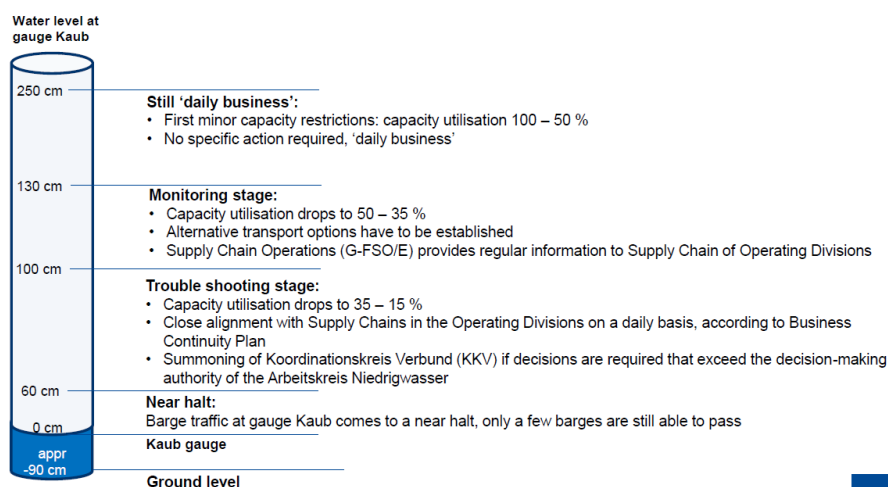 Water level at
gauge Kaub
250 cm
Still ‘daily business’:
• First minor capacity restrictions: capacity utilisation 100 – 50 %
• No specific action required, ‘daily business’
130 cm
Monitoring stage:
• Capacity utilisation drops to 50 – 35 %
• Alternative transport options have to be established
• Supply Chain Operations (G-FSO/E) provides regular information to Supply Chain of Operating Divisions
100 cm
Trouble shooting stage:
• Capacity utilisation drops to 35 – 15 %
• Close alignment with Supply Chains in the Operating Divisions on a daily basis, according to Business
Continuity Plan
• Summoning of Koordinationskreis Verbund (KKV) if decisions are required that exceed the decision-making
authority of the Arbeitskreis Niedrigwasser
60 cm
Near halt:
Barge traffic at gauge Kaub comes to a near halt, only a few barges are still able to pass
0 cm
Kaub gauge
appr
-90 cm
Ground level